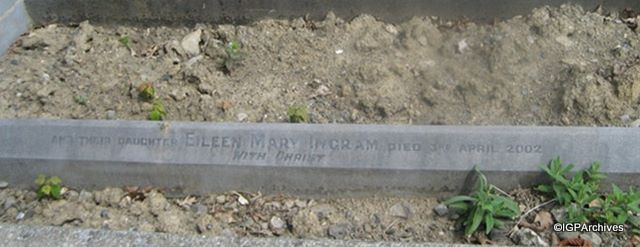 AND THEIR DAUGHTER EILEEN MARY INGRAM DIED 3RD APRIL 2002
WITH CHRIST
©IGPArchives